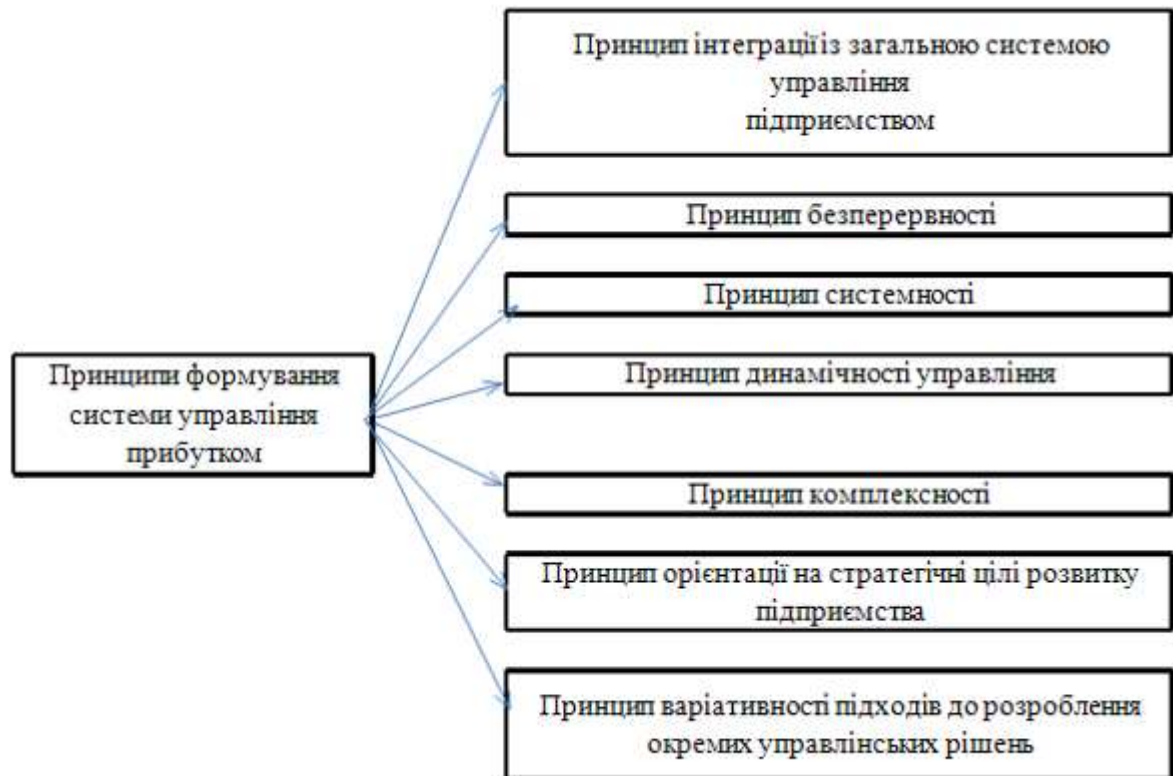 Принцип інтеграції із загальною системою
управління
підприємством
Принцип безперервності
Принцип системності
Принцип динамічності управління
Принципи формування
системи управління
прибутком
Принцип комплексності
Принцип орієнтації на стратегічні цілі розвитку
підприємства
Принцип варіативності підходів до розроблення
окремих управлінських рішень